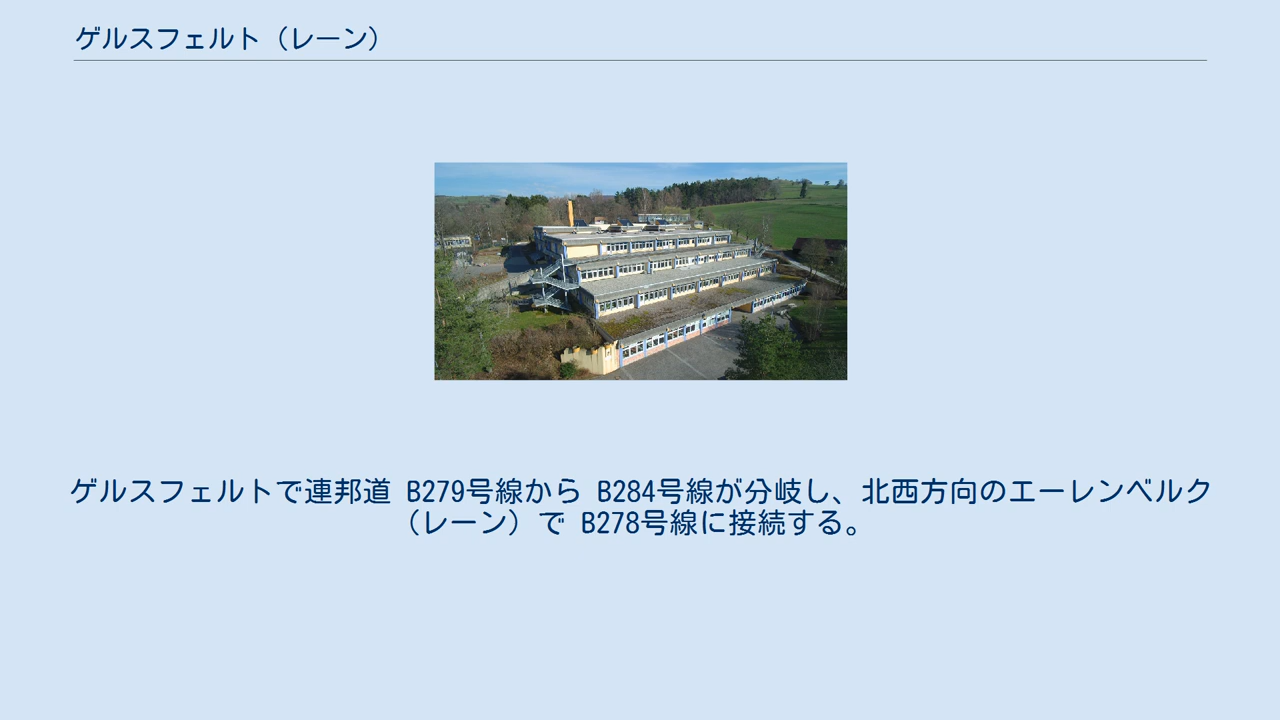 ゲルスフェルト（レーン）
ゲルスフェルトで連邦道 B279号線から B284号線が分岐し、北西方向のエーレンベルク
（レーン）で B278号線に接続する。